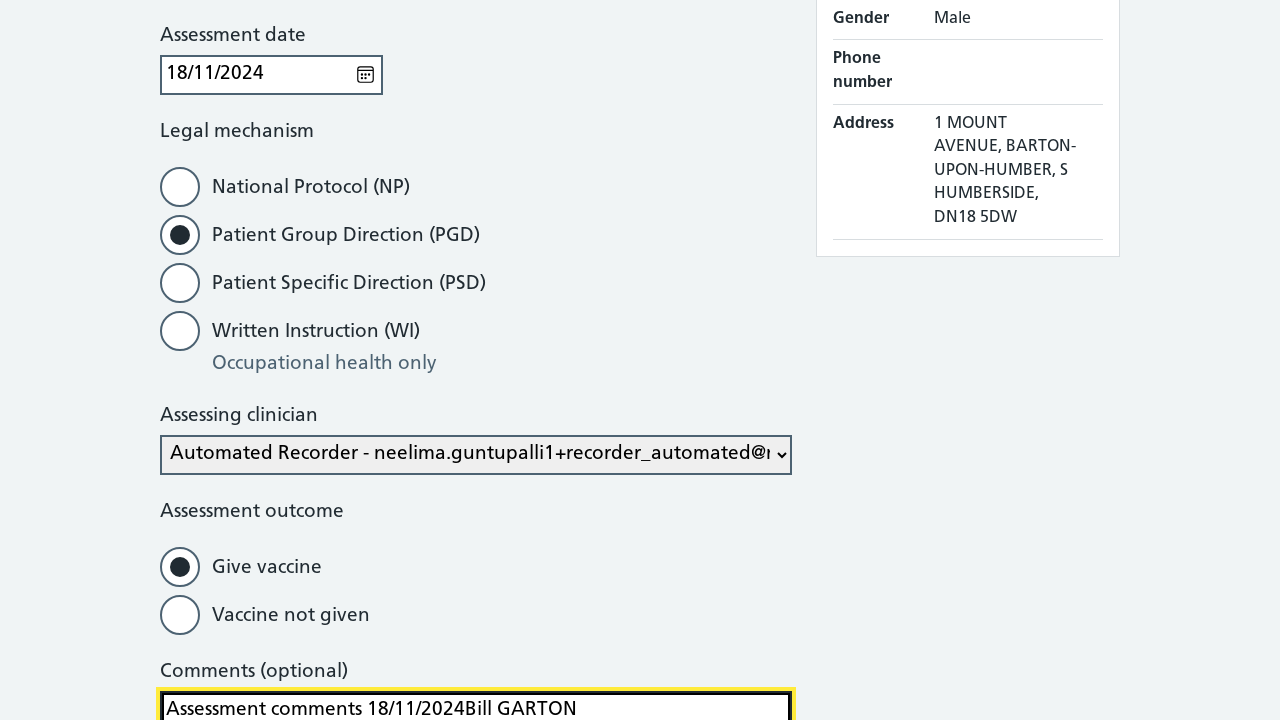 Assessment date
18/11/2024
Legal mechanism
National Protocol (NP)
Patient Group Direction (PGD)
Patient Specific Direction (PSD)
Written Instruction (WI)
Occupational health only
Assessing clinician
Automated Recorder - neelima.guntupalli1+recorder_automated@
Assessment outcome
Give vaccine
Vaccine not given
Comments (optional)
Assessment comments 18/11/2024Bill GARTON
Gender Male
Phone
number
Address 1 MOUNT
AVENUE, BARTON-
UPON-HUMBER, S
HUMBERSIDE,
DN18 5DW